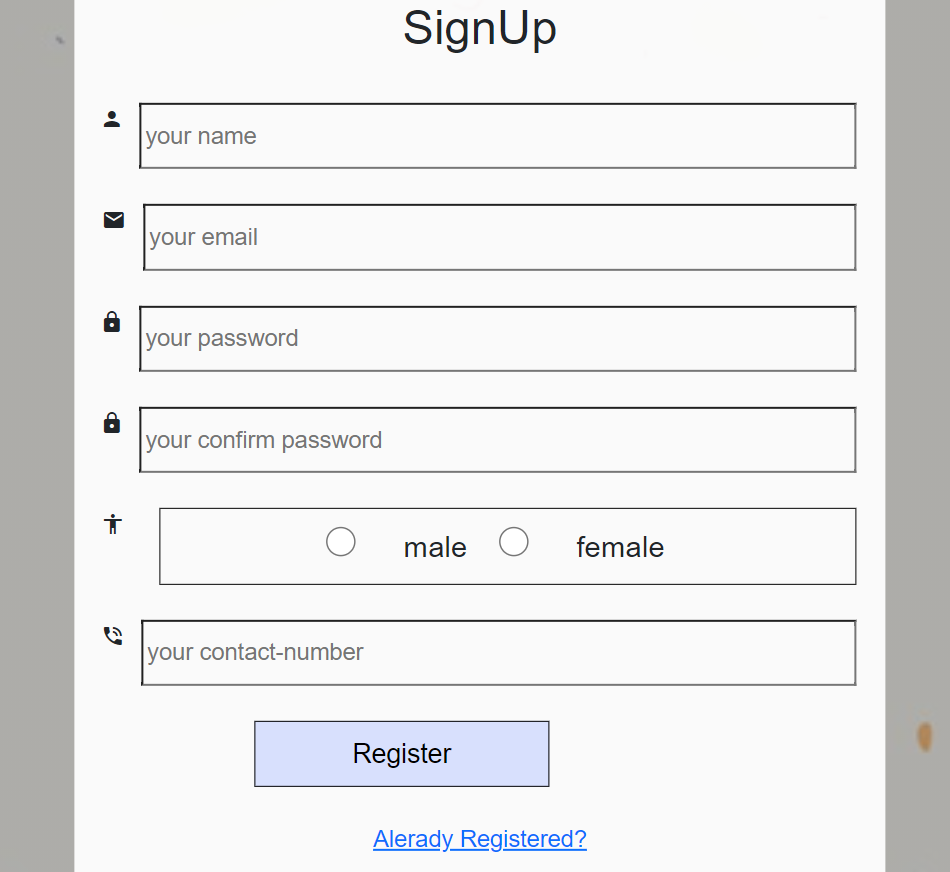 SignUp
your name
your email
your password
your confirm password
male female
your contact-number
Register
Alerady Registered?